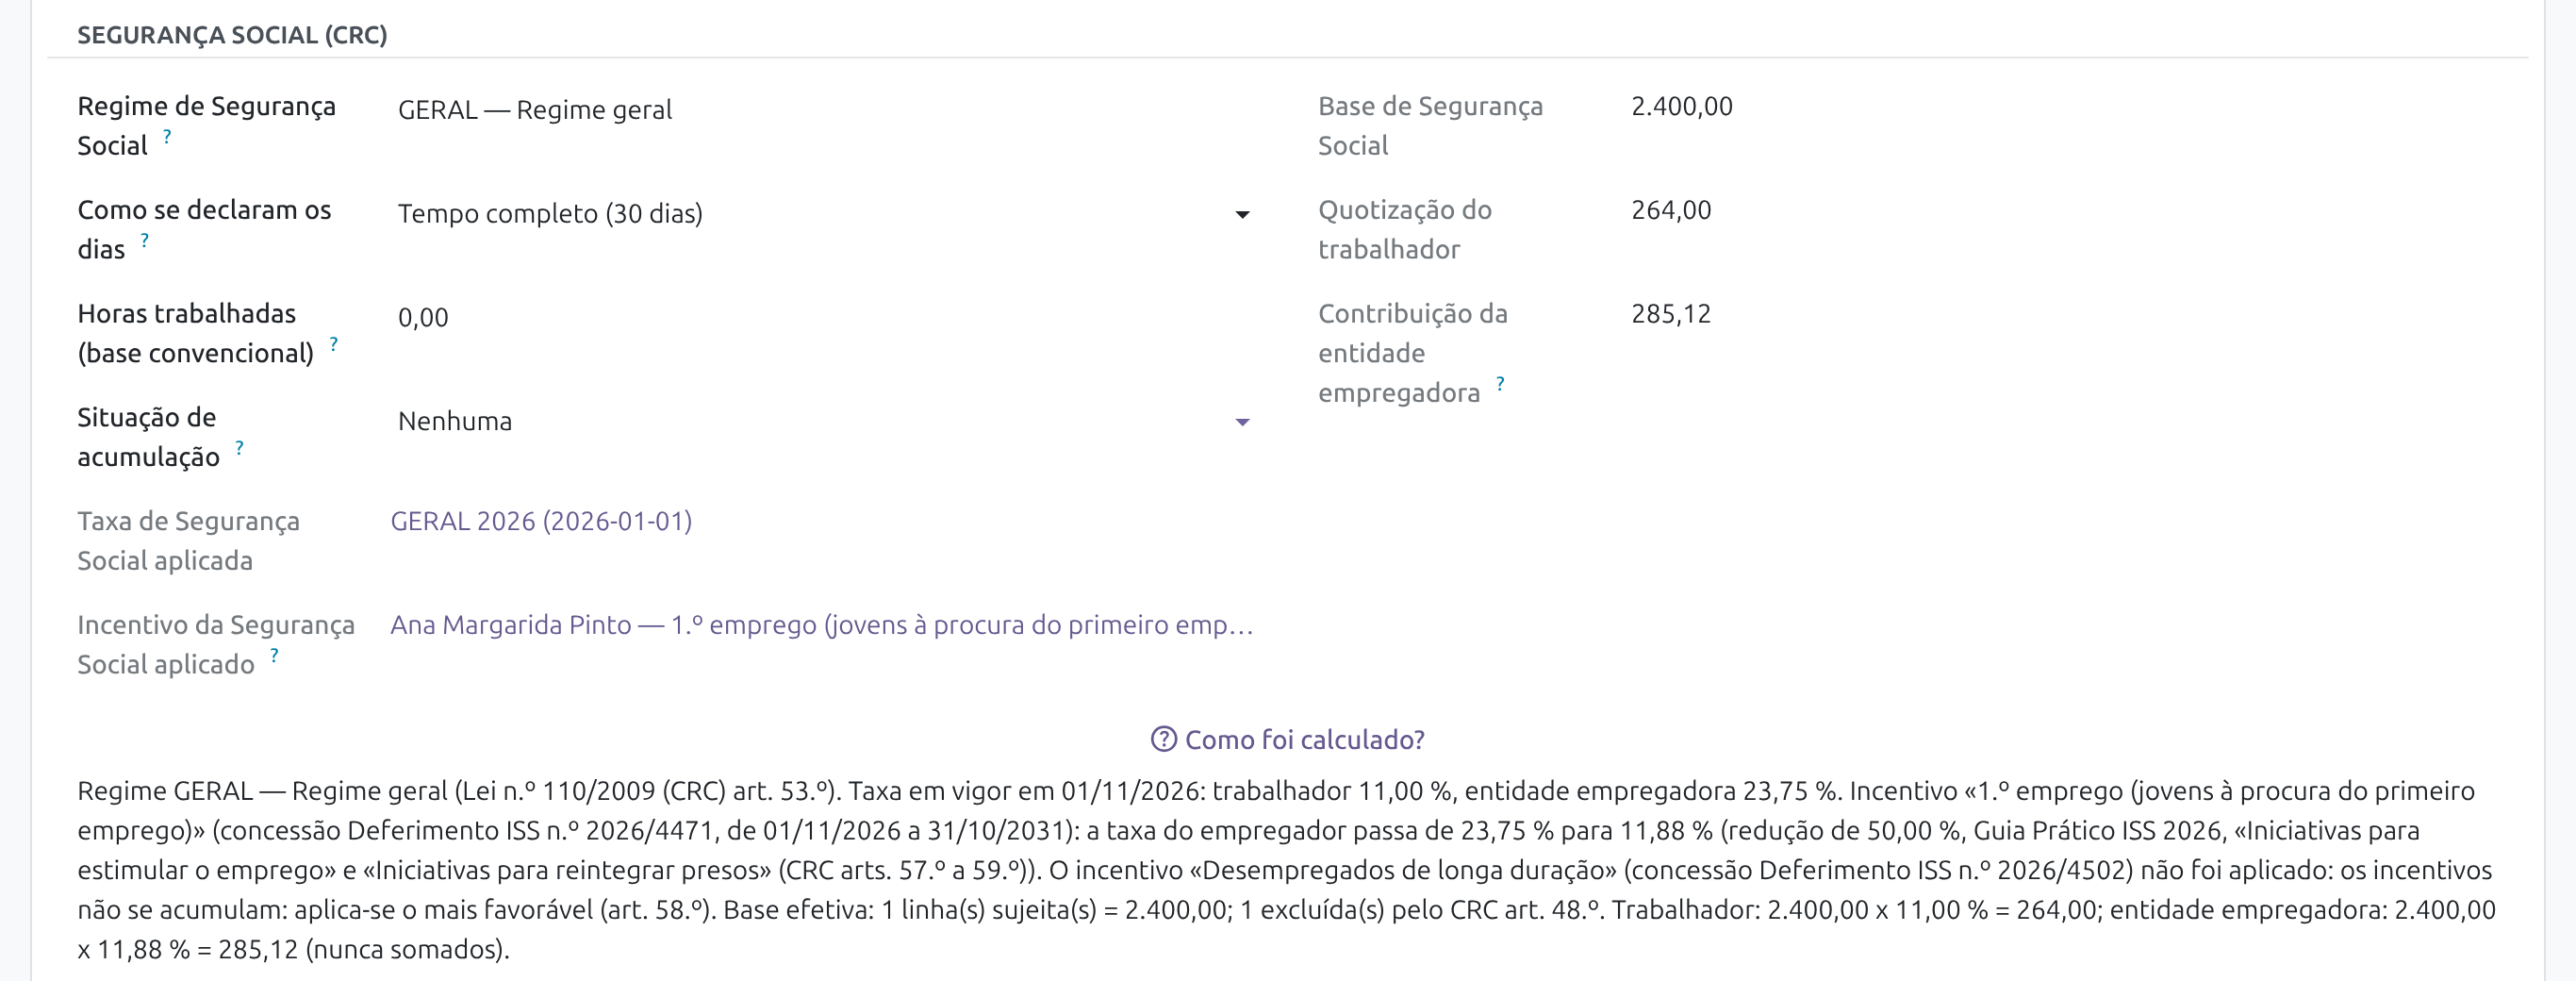 SEGURANÇA SOCIAL (CRC)
Regime de Segurança
Social ?
GERAL — Regime geral
Como se declaram os
dias ?
Tempo completo (30 dias)
Horas trabalhadas
(base convencional) ?
0,00
Situação de
acumulação ?
Nenhuma
Taxa de Segurança
Social aplicada
GERAL 2026 (2026-01-01)
Incentivo da Segurança
Social aplicado ?
Ana Margarida Pinto — 1.º emprego (jovens à procura do primeiro emp…
Base de Segurança
Social
2.400,00
Quotização do
trabalhador
264,00
Contribuição da
entidade
empregadora ?
285,12
? Como foi calculado?
Regime GERAL — Regime geral (Lei n.º 110/2009 (CRC) art. 53.º). Taxa em vigor em 01/11/2026: trabalhador 11,00 %, entidade empregadora 23,75 %. Incentivo «1.º emprego (jovens à procura do primeiro
emprego)» (concessão Deferimento ISS n.º 2026/4471, de 01/11/2026 a 31/10/2031): a taxa do empregador passa de 23,75 % para 11,88 % (redução de 50,00 %, Guia Prático ISS 2026, «Iniciativas para
estimular o emprego» e «Iniciativas para reintegrar presos» (CRC arts. 57.º a 59.º)). O incentivo «Desempregados de longa duração» (concessão Deferimento ISS n.º 2026/4502) não foi aplicado: os incentivos
não se acumulam: aplica-se o mais favorável (art. 58.º). Base efetiva: 1 linha(s) sujeita(s) = 2.400,00; 1 excluída(s) pelo CRC art. 48.º. Trabalhador: 2.400,00 x 11,00 % = 264,00; entidade empregadora: 2.400,00
x 11,88 % = 285,12 (nunca somados).